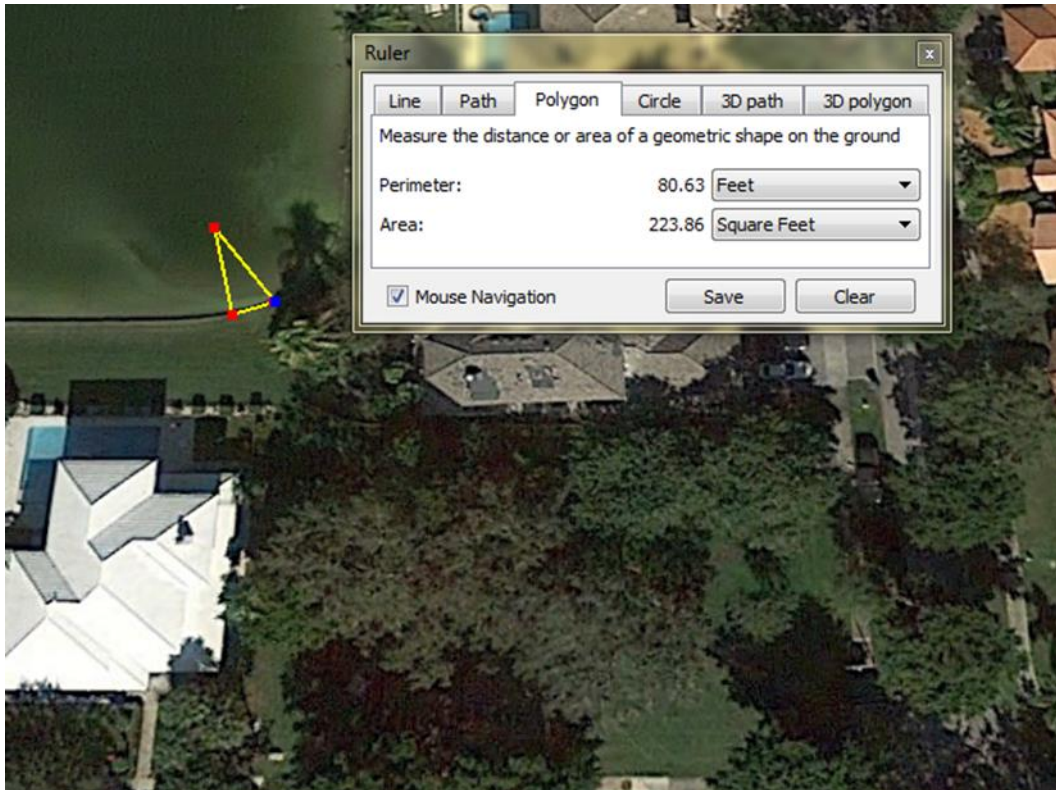 Ruler
Line Path Polygon Circle 3D path 3D polygon
Measure the distance or area of a geometric shape on the ground
Perimeter: 80.63 Feet
Area: 223.86 Square Feet
Mouse Navigation Save Clear